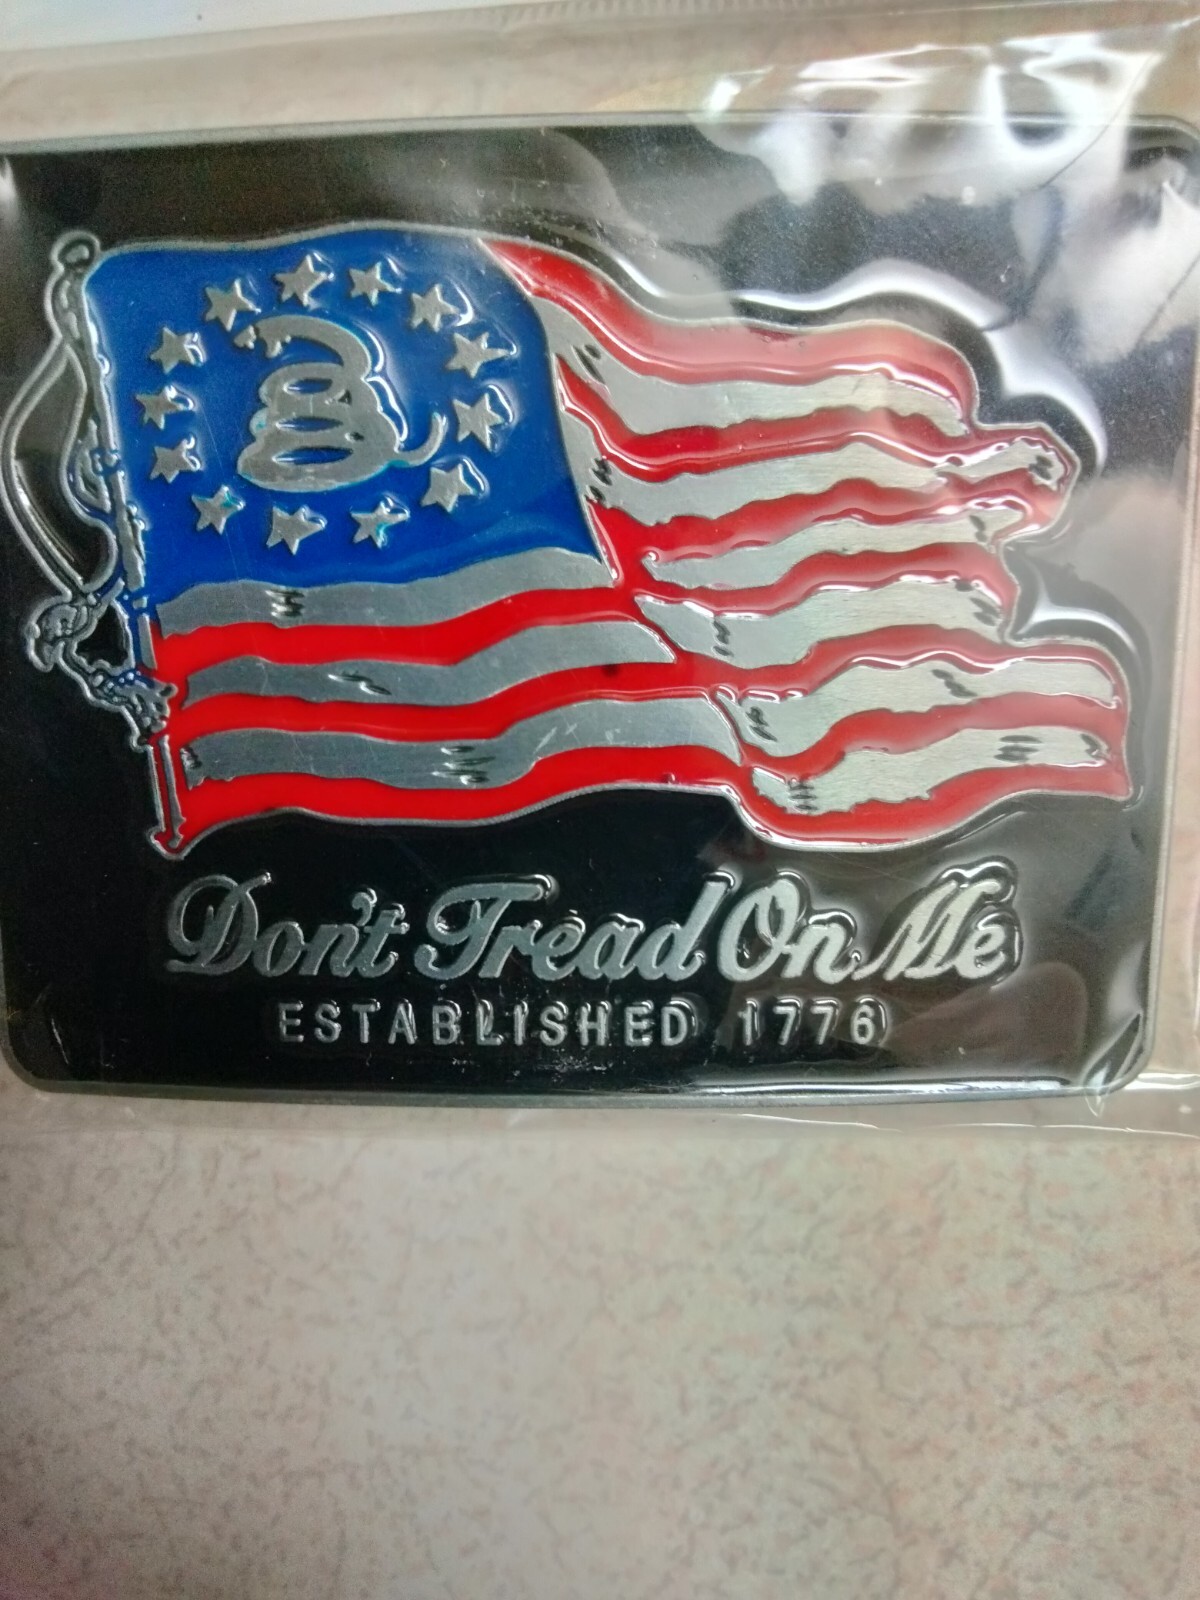 Don't Tread On Me
ESTABLISHED 1776